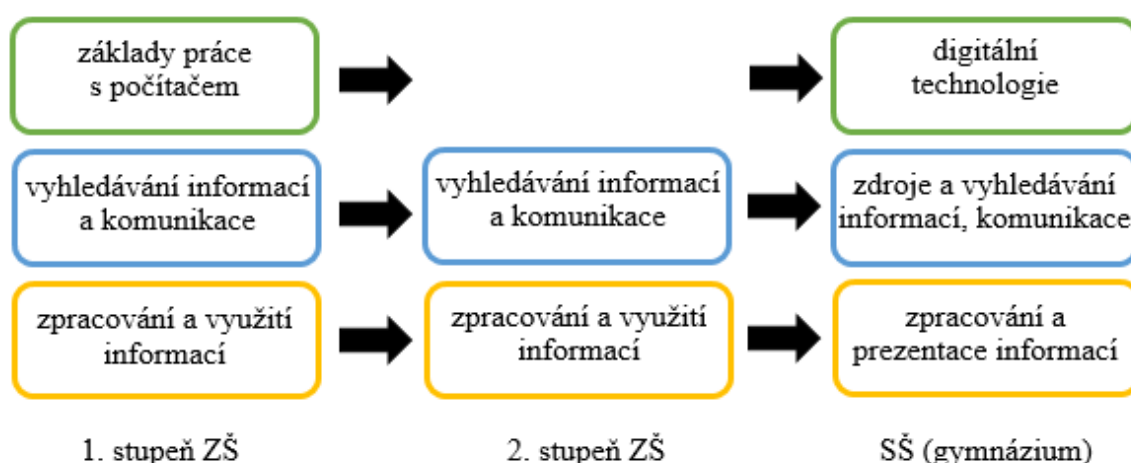 základy práce
s počítačem
digitální
technologie
vyhledávání informací
a komunikace
vyhledávání informací
a komunikace
zdroje a vyhledávání
informací, komunikace
zpracování a využití
informací
zpracování a využití
informací
zpracování a
prezentace informací
1. stupeň ZŠ
2. stupeň ZŠ
SŠ (gymnázium)